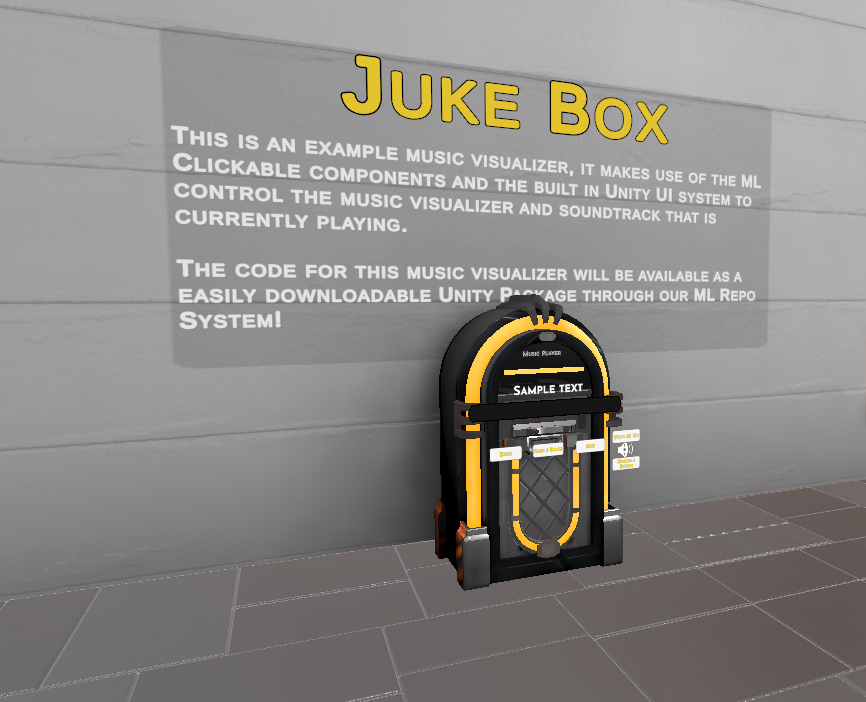 Juke Box
This is an example music visualizer, it makes use of the ML
Clickable components and the built in Unity UI system to
control the music visualizer and soundtrack that is
currently playing.
The code for this music visualizer will be available as a
easily downloadable Unity Package through our ML Repo
System!
Music Player
Sample text